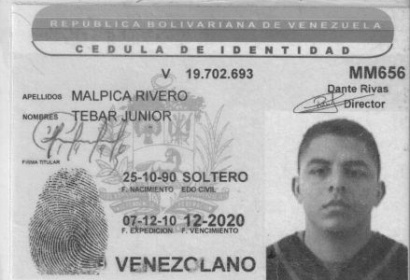 REPÚBLICA BOLIVARIANA DE VENEZUELA
CEDULA DE IDENTIDAD
V 19.702.693 MM656
APELLIDOS MALPICA RIVERO
Dante Rivas
Director
NOMBRES TEBAR JUNIOR
FIRMA TITULAR
25-10-90 SOLTERO
F. NACIMIENTO EDO CIVIL
07-12-10 12-2020
F. EXPEDICION F. VENCIMIENTO
VENEZOLANO